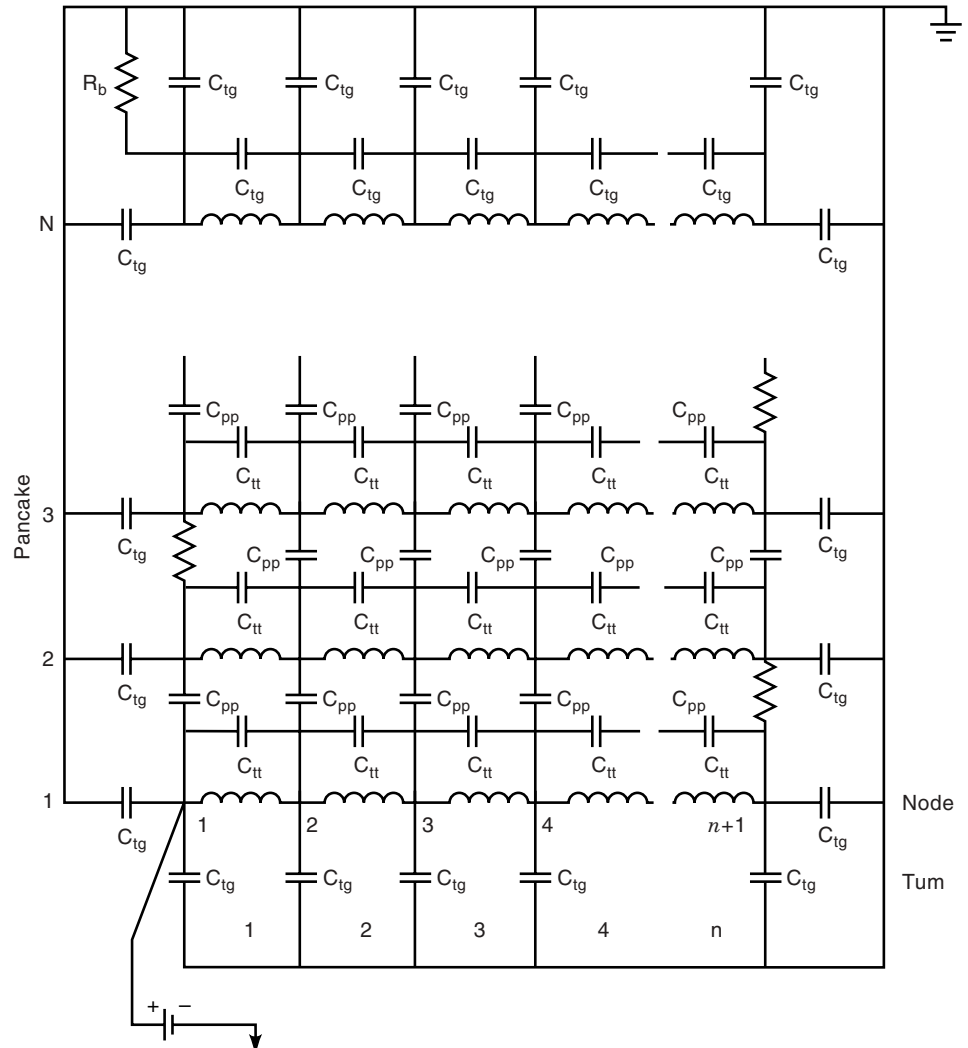 R_b C_tg C_tg C_tg C_tg C_tg
C_tg C_tg C_tg C_tg C_tg
N
C_tg C_tg
C_pp C_pp C_pp C_pp C_pp
C_tt C_tt C_tt C_tt C_tt
Pancake
3
C_tg C_tg
C_pp C_pp C_pp C_pp C_pp
C_tt C_tt C_tt C_tt C_tt
2
C_tg C_tg
C_pp C_pp C_pp C_pp C_pp
C_tt C_tt C_tt C_tt C_tt
1 Node
1 2 3 4 n+1
C_tg C_tg
C_tg C_tg C_tg C_tg C_tg Tum
1 2 3 4 n
+ −